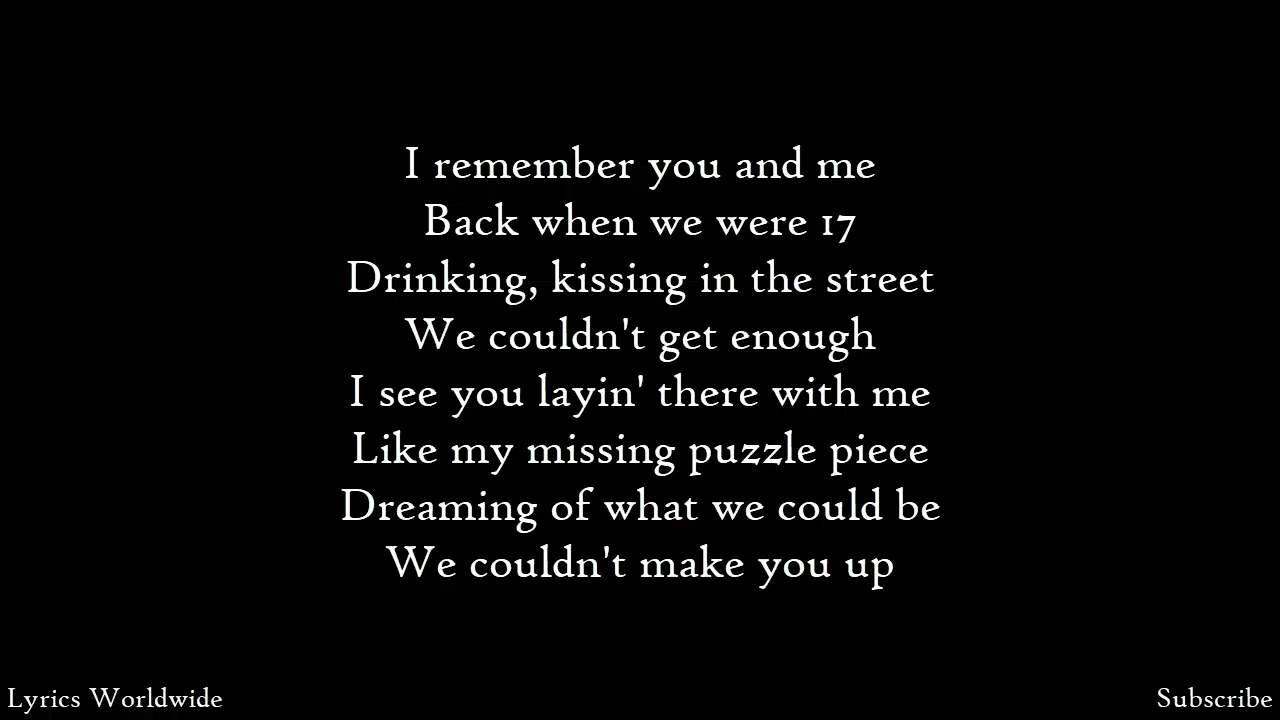 I remember you and me
Back when we were 17
Drinking, kissing in the street
We couldn't get enough
I see you layin' there with me
Like my missing puzzle piece
Dreaming of what we could be
We couldn't make you up
Lyrics Worldwide
Subscribe